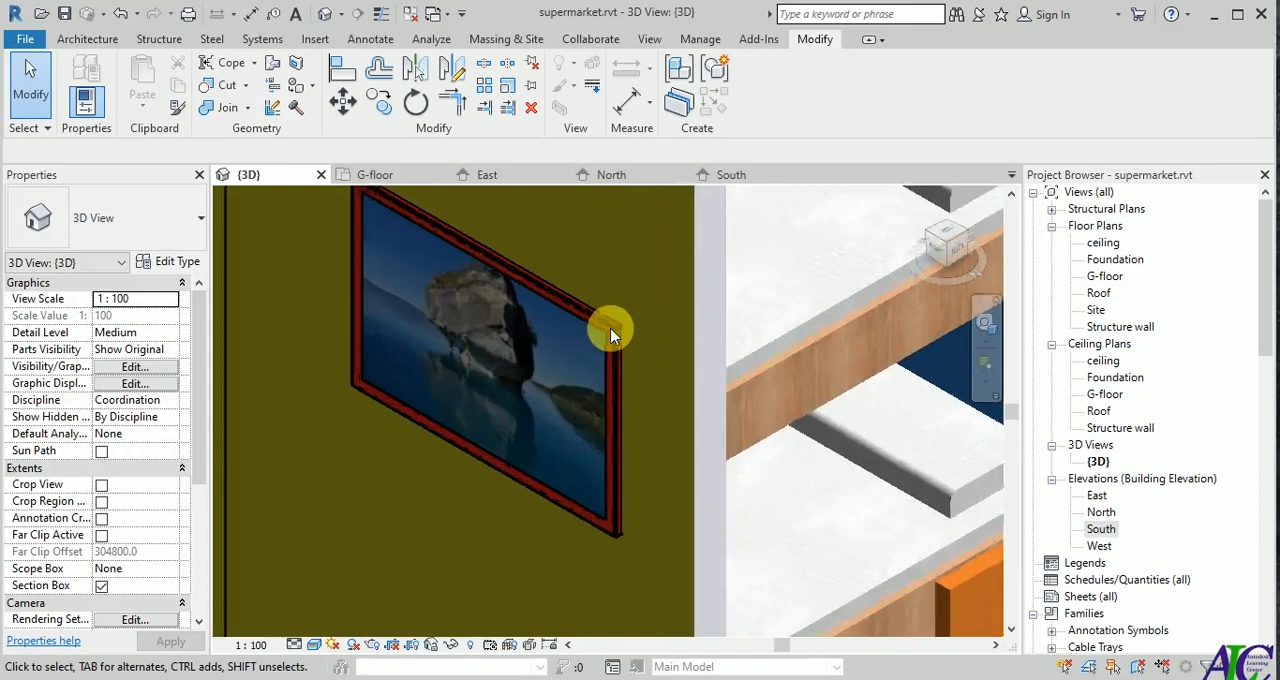 supermarket.rvt - 3D View: {3D}
Type a keyword or phrase
Sign In
File
Architecture
Structure
Steel
Systems
Insert
Annotate
Analyze
Massing & Site
Collaborate
View
Manage
Add-Ins
Modify
Modify
Select
Properties
Paste
Clipboard
Cope
Cut
Join
Geometry
Modify
View
Measure
Create
Properties
{3D}
G-floor
East
North
South
Project Browser - supermarket.rvt
3D View
3D View: {3D}
Edit Type
Graphics
View Scale 1 : 100
Scale Value 1: 100
Detail Level Medium
Parts Visibility Show Original
Visibility/Grap... Edit...
Graphic Displ... Edit...
Discipline Coordination
Show Hidden ... By Discipline
Default Analy... None
Sun Path
Extents
Crop View
Crop Region ...
Annotation Cr...
Far Clip Active
Far Clip Offset 304800.0
Scope Box None
Section Box
Camera
Rendering Set... Edit...
Properties help
Apply
Views (all)
Structural Plans
Floor Plans
ceiling
Foundation
G-floor
Roof
Site
Structure wall
Ceiling Plans
ceiling
Foundation
G-floor
Roof
Structure wall
3D Views
{3D}
Elevations (Building Elevation)
East
North
South
West
Legends
Schedules/Quantities (all)
Sheets (all)
Families
Annotation Symbols
Cable Trays
1 : 100
Click to select, TAB for alternates, CTRL adds, SHIFT unselects.
:0
Main Model